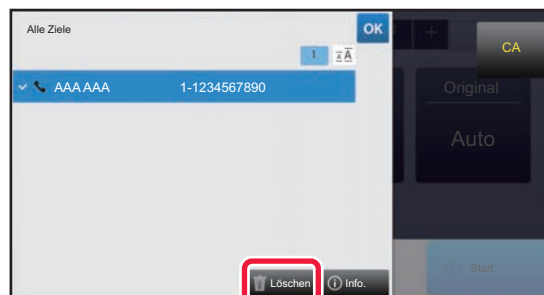 Alle Ziele
OK
CA
1
AAA AAA 1-1234567890
Original
Auto
Löschen
Info.
Start